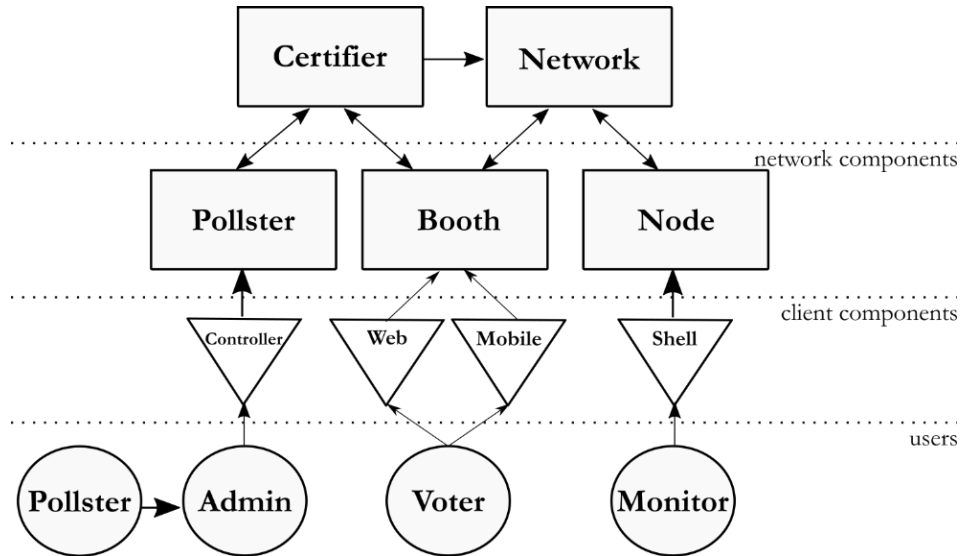 Certifier
Network
network components
Pollster
Booth
Node
client components
Controller
Web
Mobile
Shell
users
Pollster
Admin
Voter
Monitor